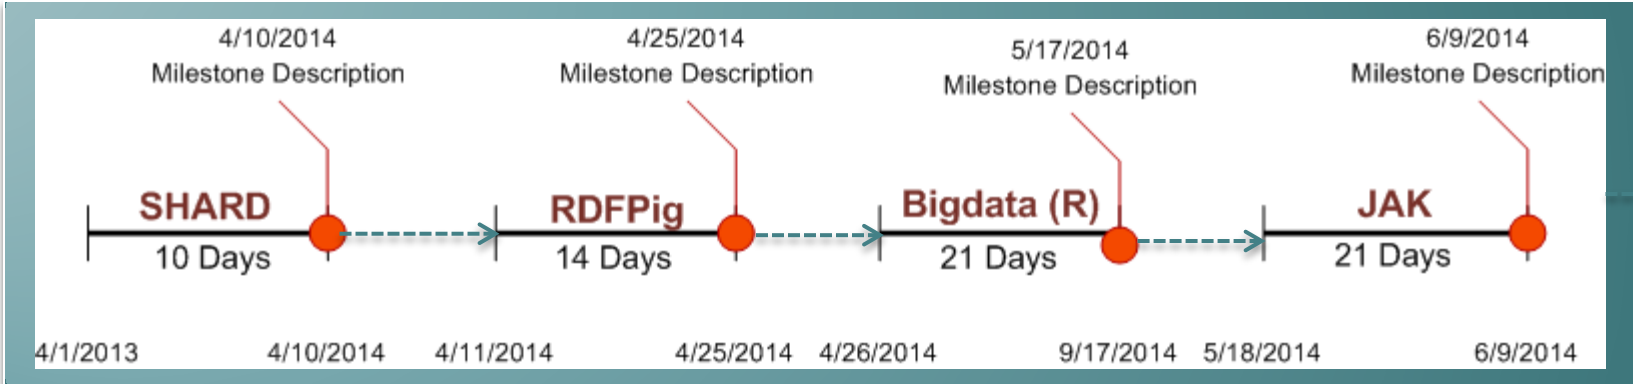 4/10/2014
Milestone Description
4/25/2014
Milestone Description
5/17/2014
Milestone Description
6/9/2014
Milestone Description
SHARD
10 Days
RDFPig
14 Days
Bigdata (R)
21 Days
JAK
21 Days
4/1/2013
4/10/2014
4/11/2014
4/25/2014
4/26/2014
9/17/2014
5/18/2014
6/9/2014